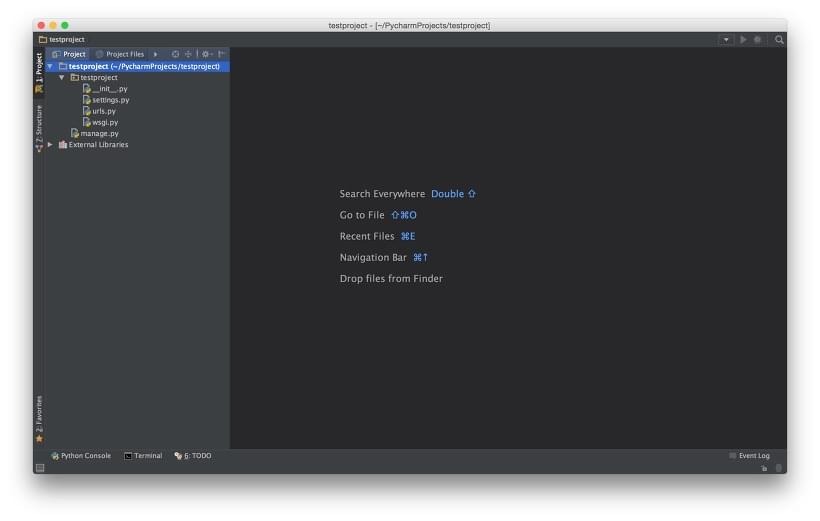 testproject - [~/PycharmProjects/testproject]
testproject
1: Project
Project
Project Files
testproject (~/PycharmProjects/testproject)
testproject
__init__.py
settings.py
urls.py
wsgi.py
manage.py
External Libraries
7: Structure
Search Everywhere Double ⇧
Go to File ⇧⌘O
Recent Files ⌘E
Navigation Bar ⌘↑
Drop files from Finder
2: Favorites
Python Console
Terminal
6: TODO
Event Log